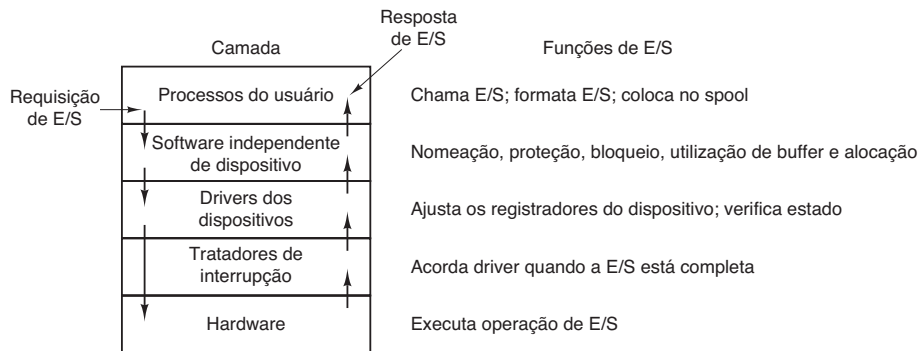 Resposta
de E/S
Camada
Funções de E/S
Requisição
de E/S
Processos do usuário
Chama E/S; formata E/S; coloca no spool
Software independente
de dispositivo
Nomeação, proteção, bloqueio, utilização de buffer e alocação
Drivers dos
dispositivos
Ajusta os registradores do dispositivo; verifica estado
Tratadores de
interrupção
Acorda driver quando a E/S está completa
Hardware
Executa operação de E/S